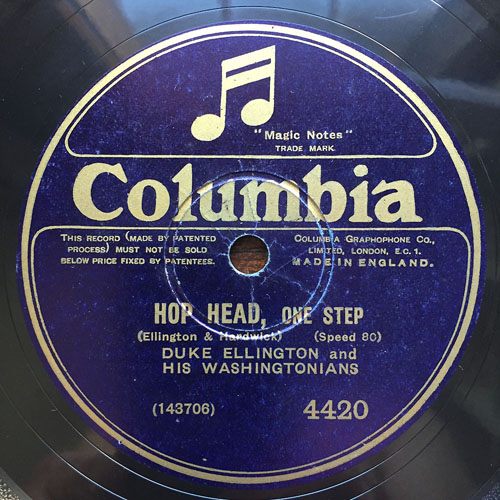 "Magic Notes"
TRADE MARK.
Columbia
THIS RECORD (MADE BY PATENTED
PROCESS) MUST NOT BE SOLD
BELOW PRICE FIXED BY PATENTEES.
COLUMBIA GRAPHOPHONE CO.,
LIMITED, LONDON, E.C. 1.
MADE IN ENGLAND.
HOP HEAD, ONE STEP
(Ellington & Hardwick) (Speed 80)
DUKE ELLINGTON and
HIS WASHINGTONIANS
(143706) 4420